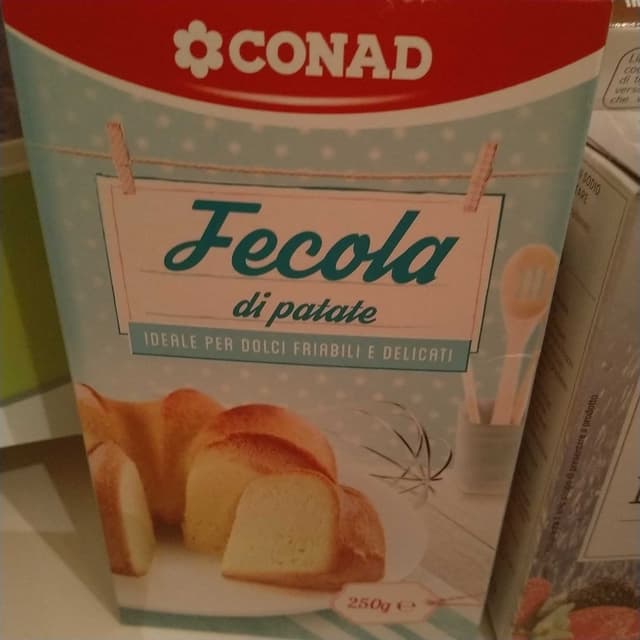 CONAD
Fecola
di patate
IDEALE PER DOLCI FRIABILI E DELICATI
250g e